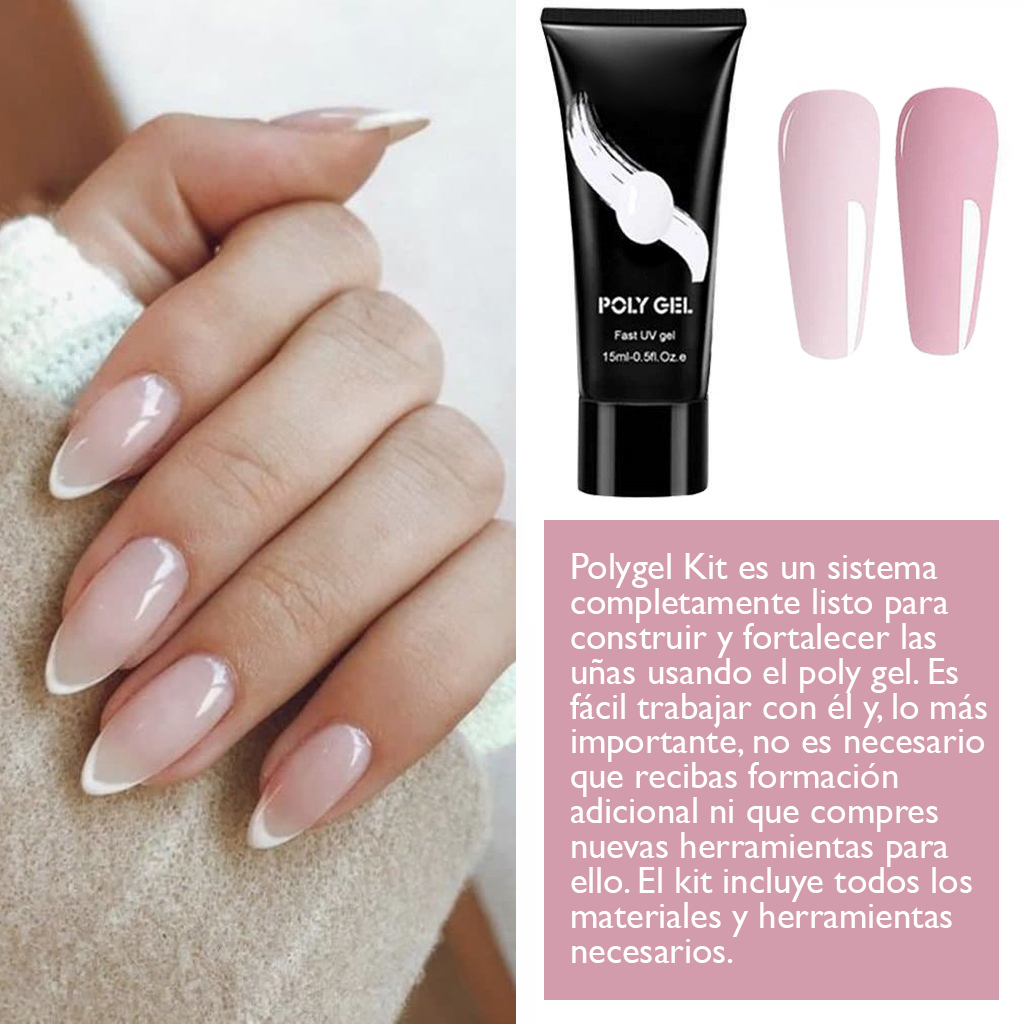 POLY GEL
Fast UV gel
15ml-0.5fl.Oz.e
Polygel Kit es un sistema
completamente listo para
construir y fortalecer las
uñas usando el poly gel. Es
fácil trabajar con él y, lo más
importante, no es necesario
que recibas formación
adicional ni que compres
nuevas herramientas para
ello. El kit incluye todos los
materiales y herramientas
necesarios.